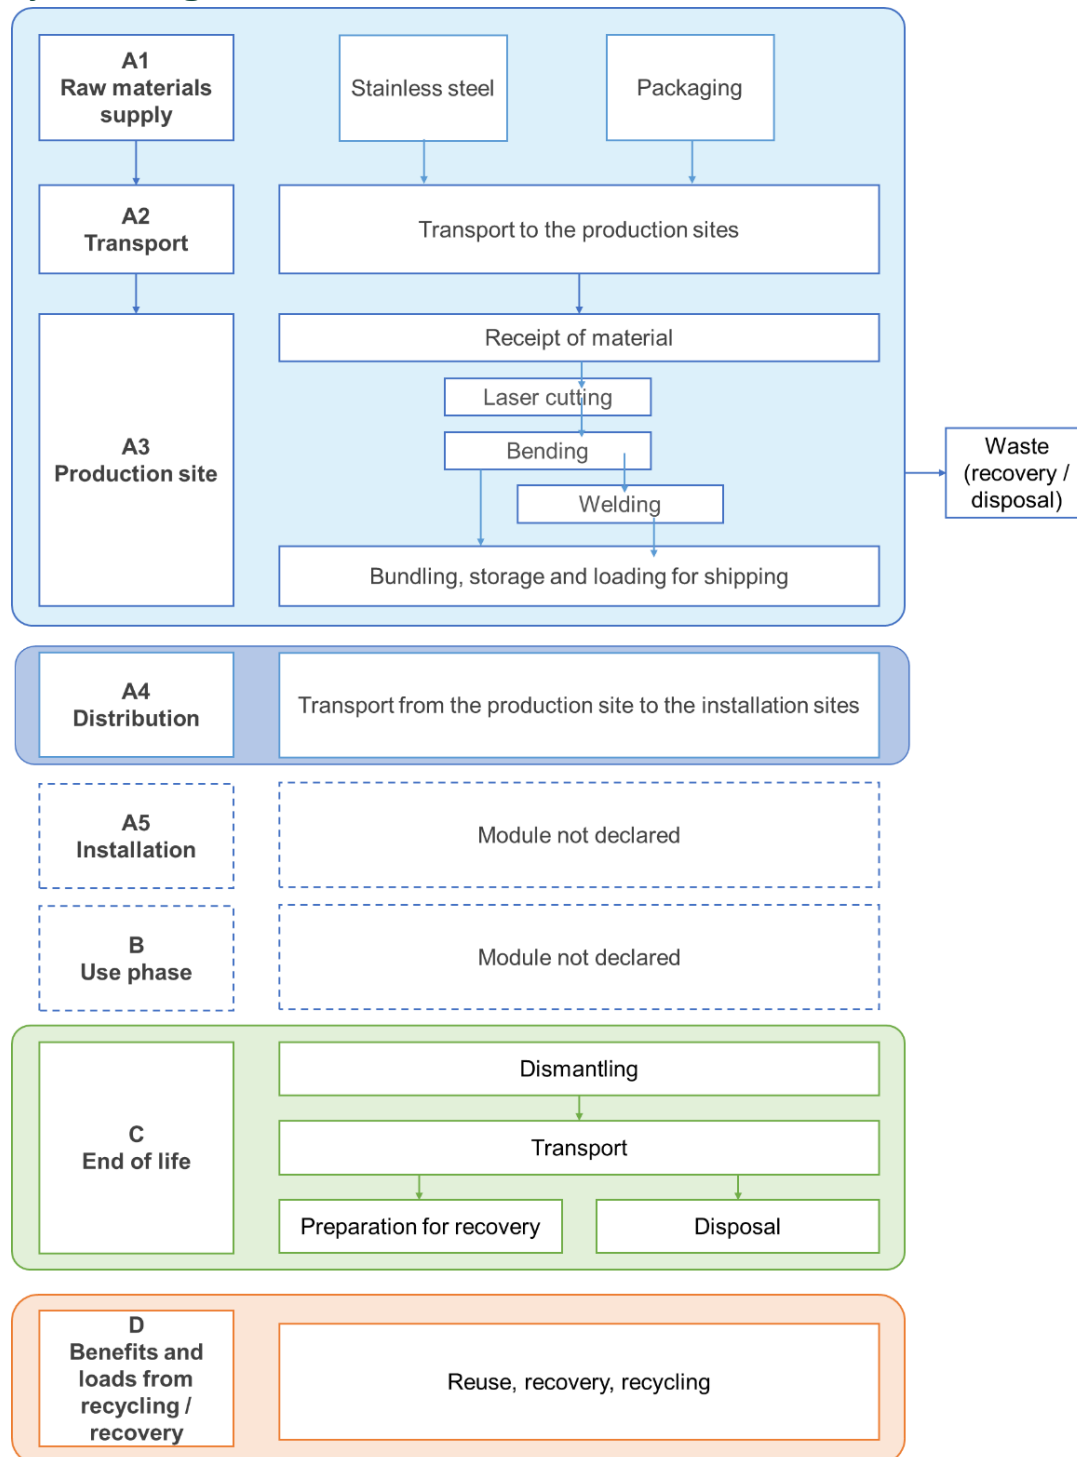 A1
Raw materials
supply
Stainless steel
Packaging
A2
Transport
Transport to the production sites
A3
Production site
Receipt of material
Laser cutting
Bending
Welding
Bundling, storage and loading for shipping
Waste
(recovery /
disposal)
A4
Distribution
Transport from the production site to the installation sites
A5
Installation
Module not declared
B
Use phase
Module not declared
C
End of life
Dismantling
Transport
Preparation for recovery
Disposal
D
Benefits and
loads from
recycling /
recovery
Reuse, recovery, recycling